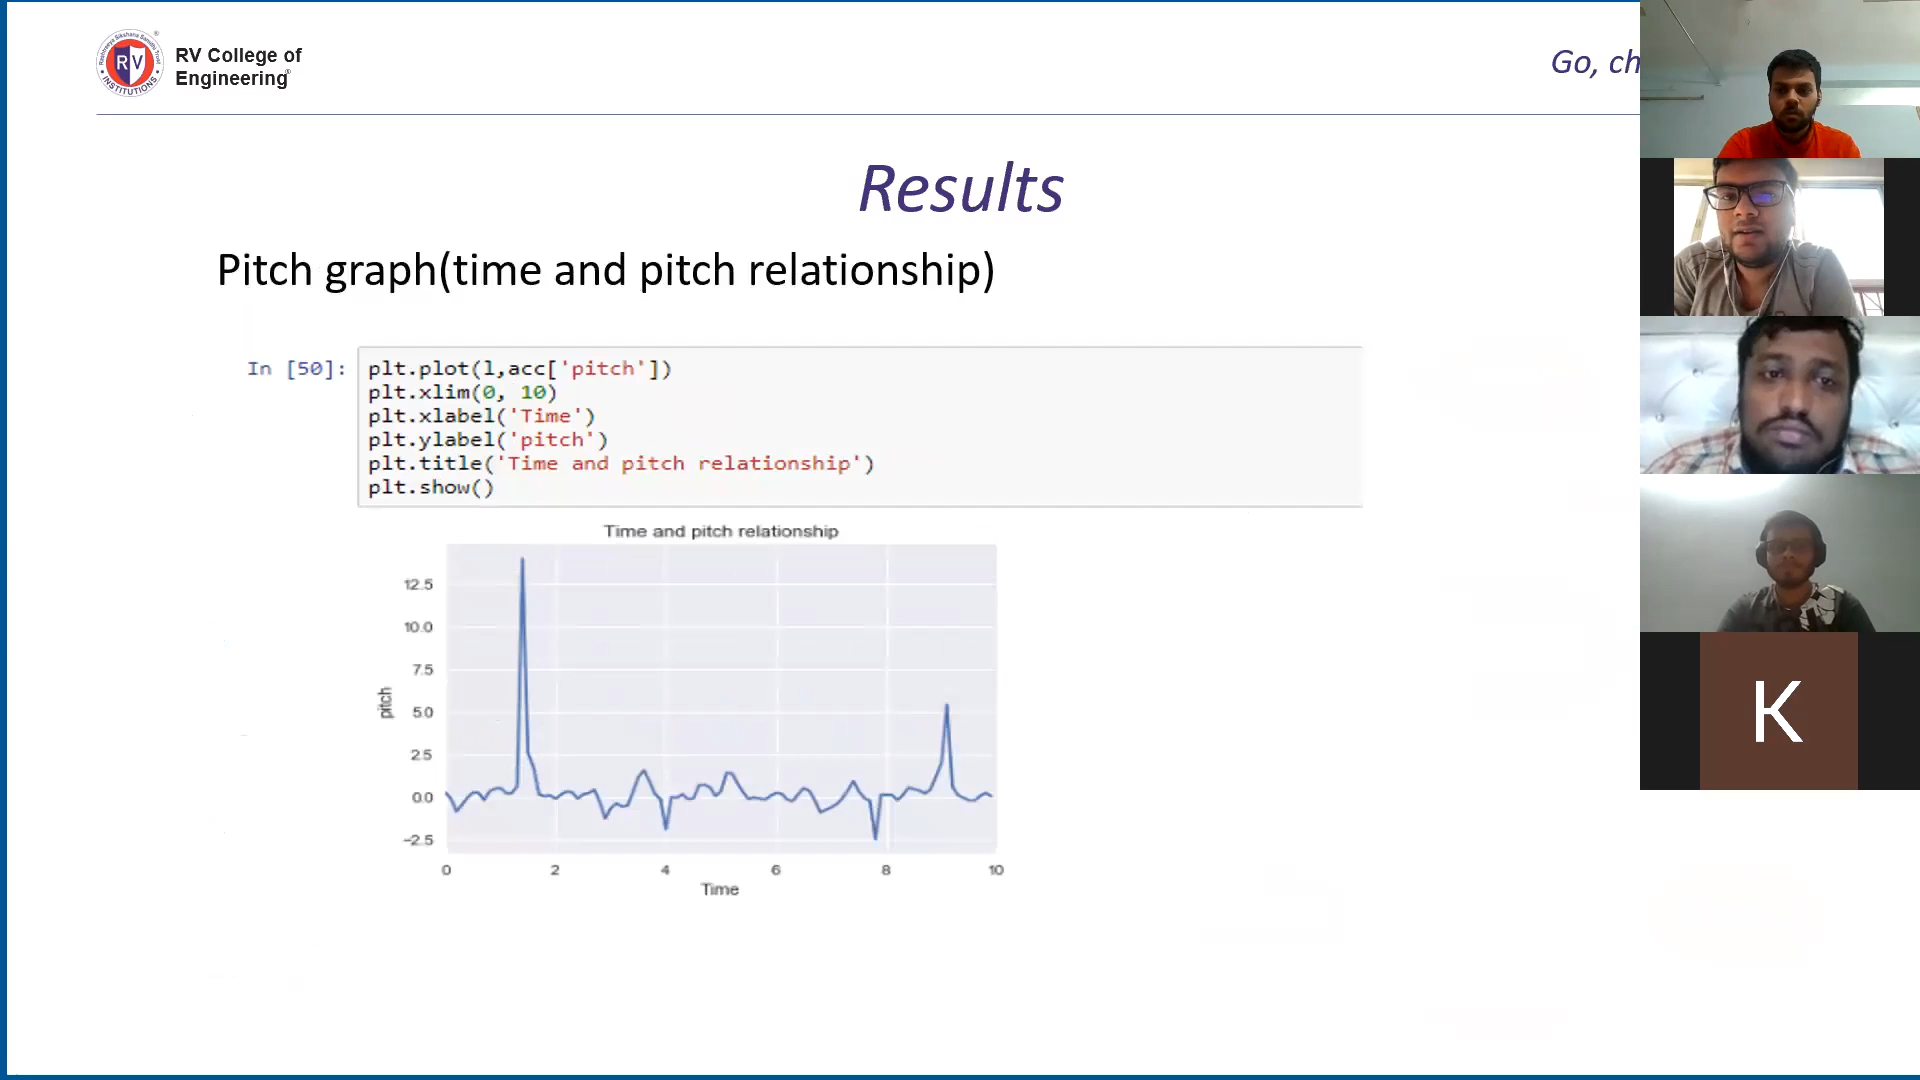 RV College of
Engineering
Go, ch
Results
Pitch graph(time and pitch relationship)
In [50]:
plt.plot(l,acc['pitch'])
plt.xlim(0, 10)
plt.xlabel('Time')
plt.ylabel('pitch')
plt.title('Time and pitch relationship')
plt.show()
Time and pitch relationship
12.5
10.0
7.5
5.0
2.5
0.0
−2.5
pitch
0 2 4 6 8 10
Time
RV
INSTITUTIONS
K